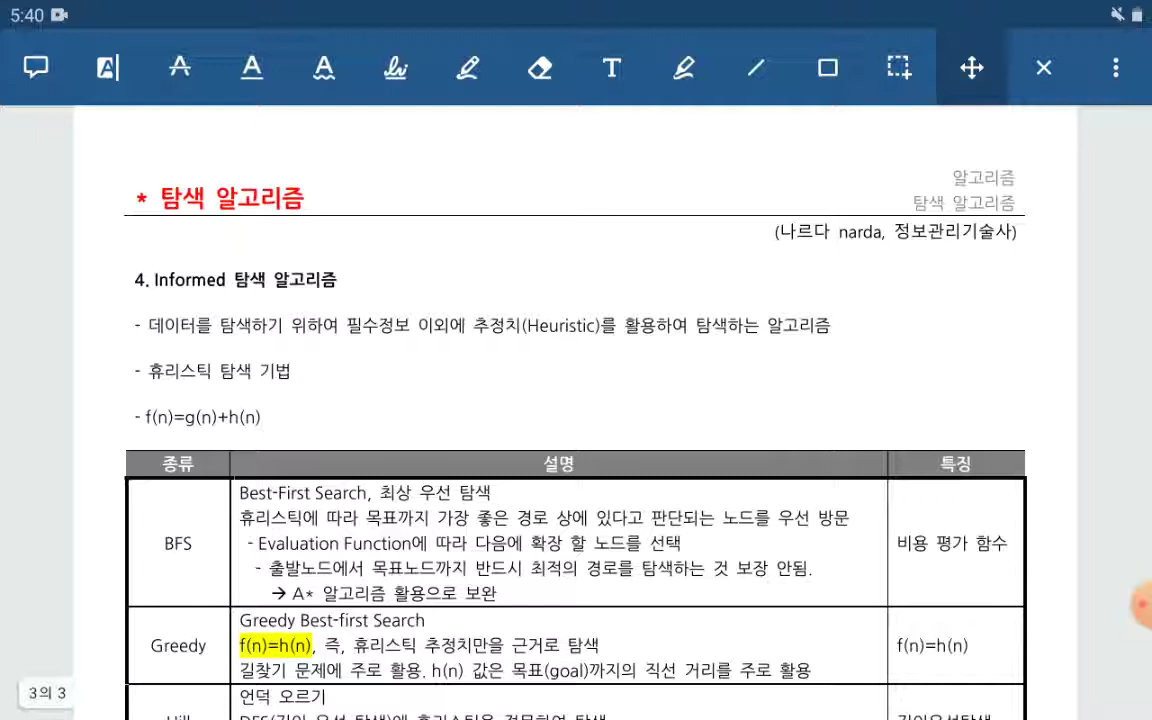 5:40
* 탐색 알고리즘
알고리즘
탐색 알고리즘
(나르다 narda, 정보관리기술사)
4. Informed 탐색 알고리즘
- 데이터를 탐색하기 위하여 필수정보 이외에 추정치(Heuristic)를 활용하여 탐색하는 알고리즘
- 휴리스틱 탐색 기법
- f(n)=g(n)+h(n)
종류 설명 특징
BFS
Best-First Search, 최상 우선 탐색
휴리스틱에 따라 목표까지 가장 좋은 경로 상에 있다고 판단되는 노드를 우선 방문
- Evaluation Function에 따라 다음에 확장 할 노드를 선택
- 출발노드에서 목표노드까지 반드시 최적의 경로를 탐색하는 것 보장 안됨.
→ A* 알고리즘 활용으로 보완
비용 평가 함수
Greedy
Greedy Best-first Search
f(n)=h(n), 즉, 휴리스틱 추정치만을 근거로 탐색
길찾기 문제에 주로 활용. h(n) 값은 목표(goal)까지의 직선 거리를 주로 활용
f(n)=h(n)
언덕 오르기
3의 3